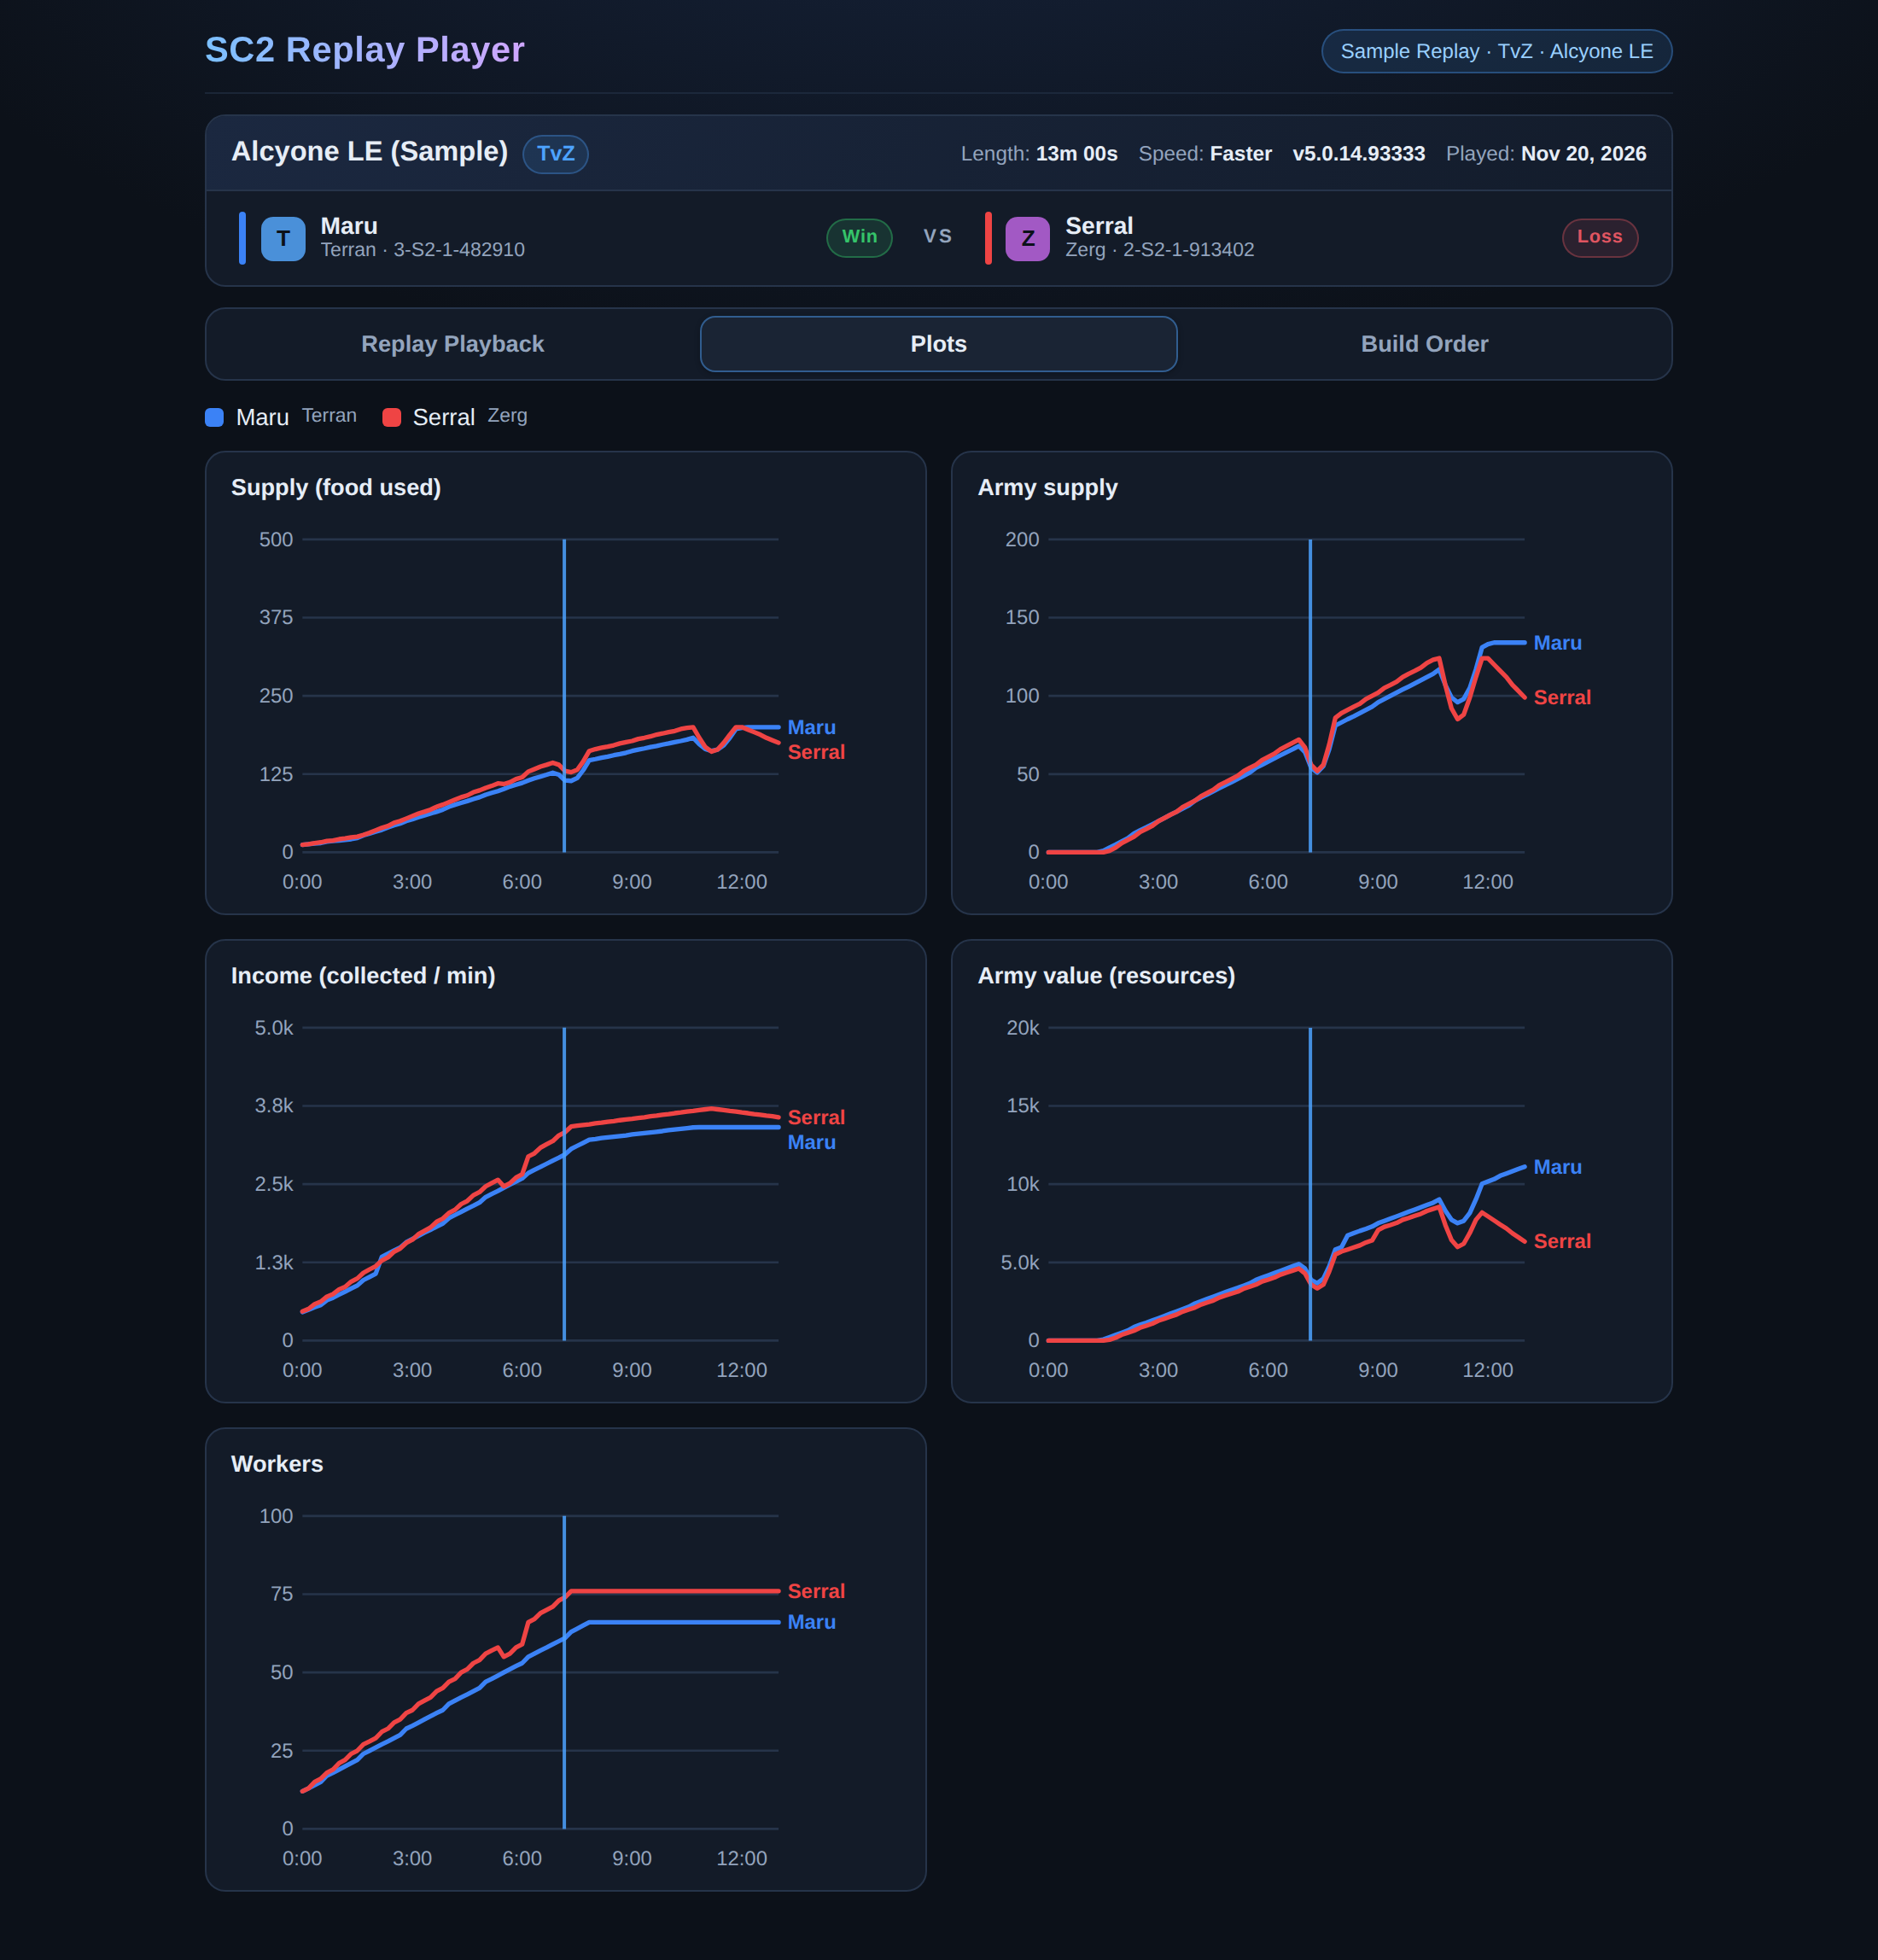 SC2 Replay Player
Sample Replay · TvZ · Alcyone LE
Alcyone LE (Sample) TvZ
Length: 13m 00s Speed: Faster v5.0.14.93333 Played: Nov 20, 2026
T
Maru
Terran · 3-S2-1-482910
Win
VS
Z
Serral
Zerg · 2-S2-1-913402
Loss
Replay Playback
Plots
Build Order
Maru Terran Serral Zerg
Supply (food used)
500
375
250
125
0
0:00 3:00 6:00 9:00 12:00
Maru
Serral
Army supply
200
150
100
50
0
0:00 3:00 6:00 9:00 12:00
Maru
Serral
Income (collected / min)
5.0k
3.8k
2.5k
1.3k
0
0:00 3:00 6:00 9:00 12:00
Serral
Maru
Army value (resources)
20k
15k
10k
5.0k
0
0:00 3:00 6:00 9:00 12:00
Maru
Serral
Workers
100
75
50
25
0
0:00 3:00 6:00 9:00 12:00
Serral
Maru